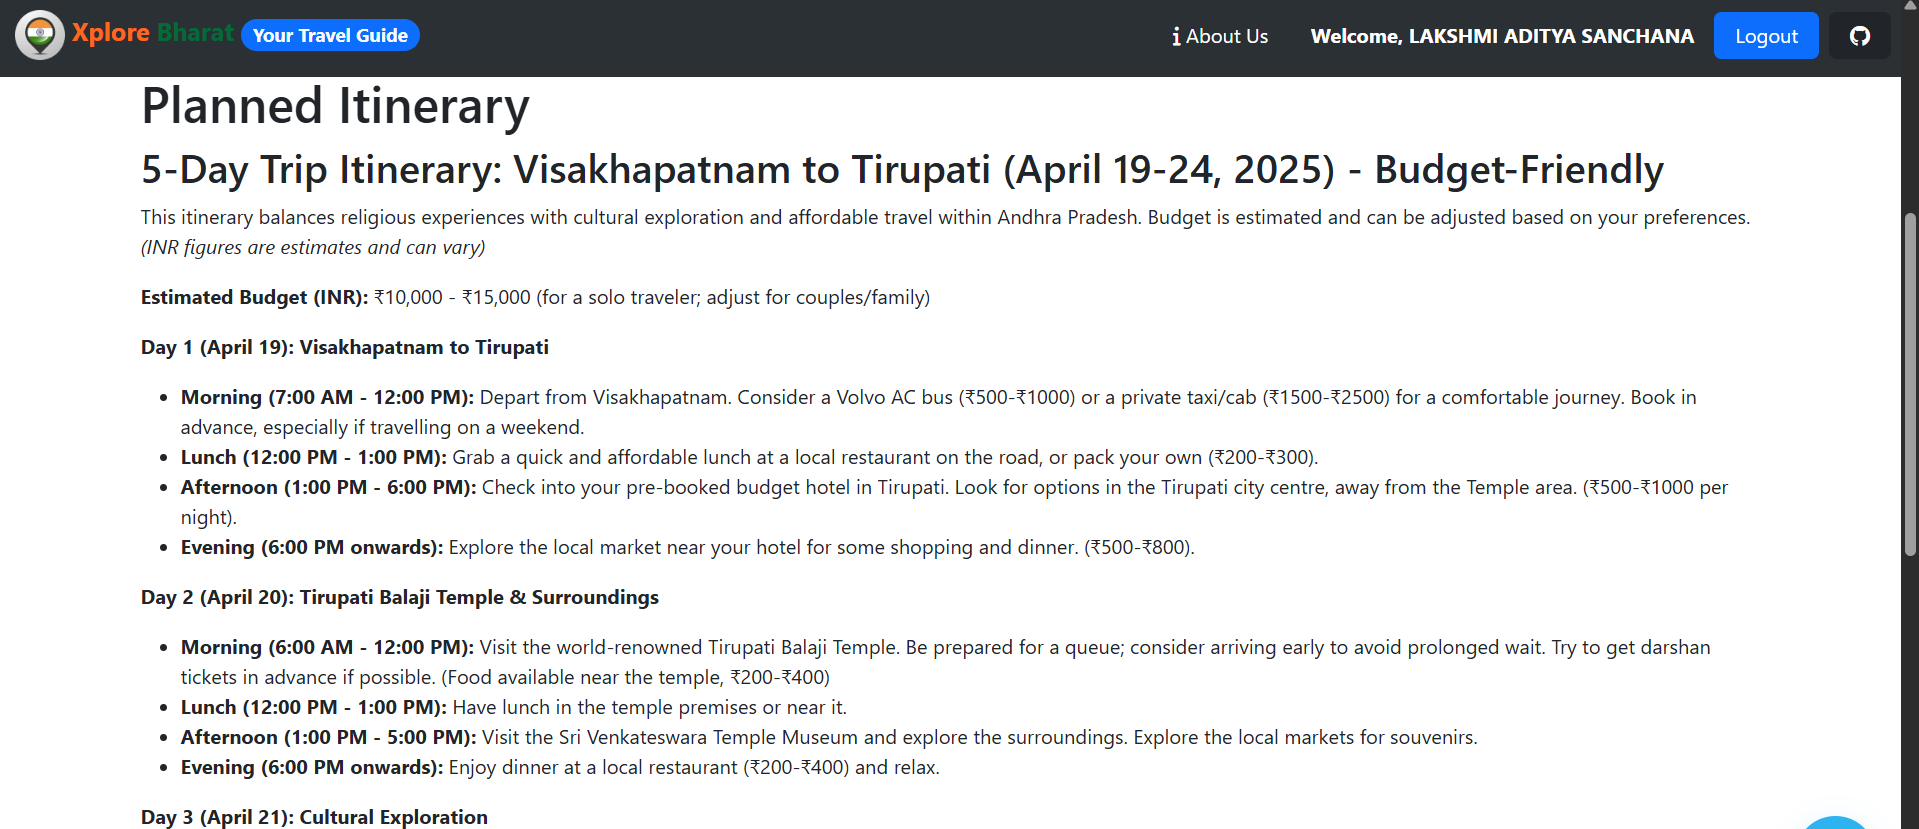 Xplore Bharat Your Travel Guide
About Us Welcome, LAKSHMI ADITYA SANCHANA Logout
Planned Itinerary
5-Day Trip Itinerary: Visakhapatnam to Tirupati (April 19-24, 2025) - Budget-Friendly
This itinerary balances religious experiences with cultural exploration and affordable travel within Andhra Pradesh. Budget is estimated and can be adjusted based on your preferences.
(INR figures are estimates and can vary)
Estimated Budget (INR): ₹10,000 - ₹15,000 (for a solo traveler; adjust for couples/family)
Day 1 (April 19): Visakhapatnam to Tirupati
• Morning (7:00 AM - 12:00 PM): Depart from Visakhapatnam. Consider a Volvo AC bus (₹500-₹1000) or a private taxi/cab (₹1500-₹2500) for a comfortable journey. Book in
advance, especially if travelling on a weekend.
• Lunch (12:00 PM - 1:00 PM): Grab a quick and affordable lunch at a local restaurant on the road, or pack your own (₹200-₹300).
• Afternoon (1:00 PM - 6:00 PM): Check into your pre-booked budget hotel in Tirupati. Look for options in the Tirupati city centre, away from the Temple area. (₹500-₹1000 per
night).
• Evening (6:00 PM onwards): Explore the local market near your hotel for some shopping and dinner. (₹500-₹800).
Day 2 (April 20): Tirupati Balaji Temple & Surroundings
• Morning (6:00 AM - 12:00 PM): Visit the world-renowned Tirupati Balaji Temple. Be prepared for a queue; consider arriving early to avoid prolonged wait. Try to get darshan
tickets in advance if possible. (Food available near the temple, ₹200-₹400)
• Lunch (12:00 PM - 1:00 PM): Have lunch in the temple premises or near it.
• Afternoon (1:00 PM - 5:00 PM): Visit the Sri Venkateswara Temple Museum and explore the surroundings. Explore the local markets for souvenirs.
• Evening (6:00 PM onwards): Enjoy dinner at a local restaurant (₹200-₹400) and relax.
Day 3 (April 21): Cultural Exploration